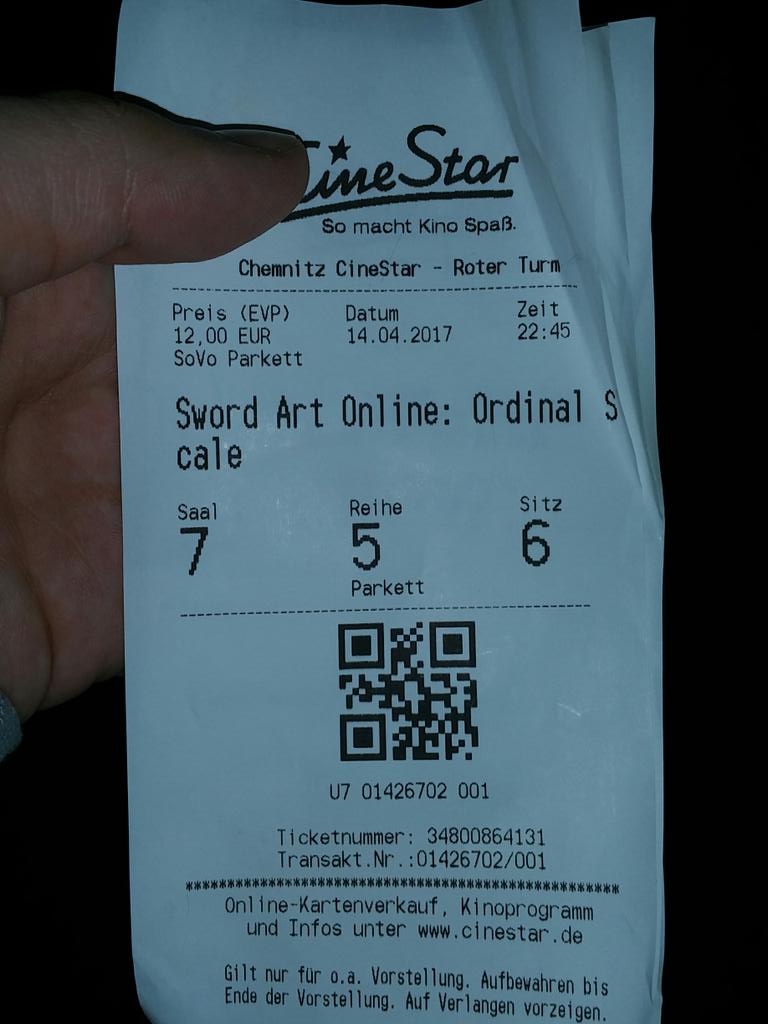 CineStar
So macht Kino Spaß.
Chemnitz CineStar - Roter Turm
Preis (EVP) Datum Zeit
12,00 EUR 14.04.2017 22:45
SoVo Parkett
Sword Art Online: Ordinal S
cale
Saal Reihe Sitz
7 5 6
Parkett
U7 01426702 001
Ticketnummer: 34800864131
Transakt.Nr.:01426702/001
********************************************************
Online-Kartenverkauf, Kinoprogramm
und Infos unter www.cinestar.de
Gilt nur für o.a. Vorstellung. Aufbewahren bis
Ende der Vorstellung. Auf Verlangen vorzeigen.